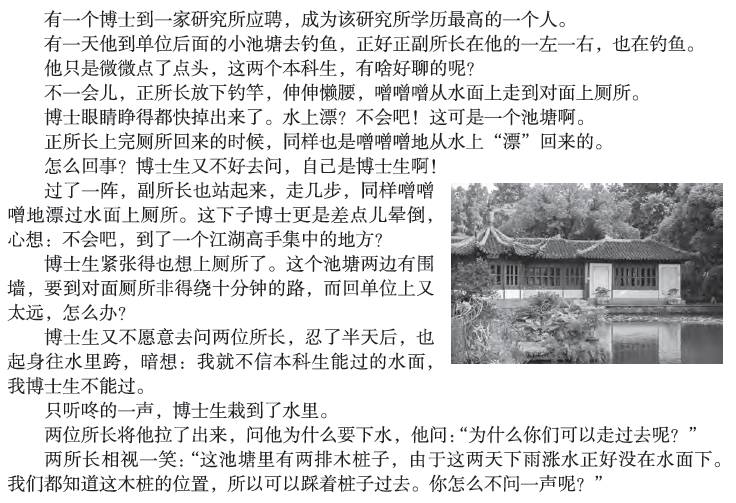 有一个博士到一家研究所应聘，成为该研究所学历最高的一个人。
有一天他到单位后面的小池塘去钓鱼，正好正副所长在他的一左一右，也在钓鱼。
他只是微微点了点头，这两个本科生，有啥好聊的呢？
不一会儿，正所长放下钓竿，伸伸懒腰，噌噌噌从水面上走到对面上厕所。
博士眼睛睁得都快掉出来了。水上漂？不会吧！这可是一个池塘啊。
正所长上完厕所回来的时候，同样也是噌噌噌地从水上“漂”回来的。
怎么回事？博士生又不好去问，自己是博士生啊！
过了一阵，副所长也站起来，走几步，同样噌噌
噌地漂过水面上厕所。这下子博士更是差点儿晕倒，
心想：不会吧，到了一个江湖高手集中的地方？
博士生紧张得也想上厕所了。这个池塘两边有围
墙，要到对面厕所非得绕十分钟的路，而回单位上又
太远，怎么办？
博士生又不愿意去问两位所长，忍了半天后，也
起身往水里跨，暗想：我就不信本科生能过的水面，
我博士生不能过。
只听咚的一声，博士生栽到了水里。
两位所长将他拉了出来，问他为什么要下水，他问：“为什么你们可以走过去呢？”
两所长相视一笑：“这池塘里有两排木桩子，由于这两天下雨涨水正好没在水面下。
我们都知道这木桩的位置，所以可以踩着桩子过去。你怎么不问一声呢？”